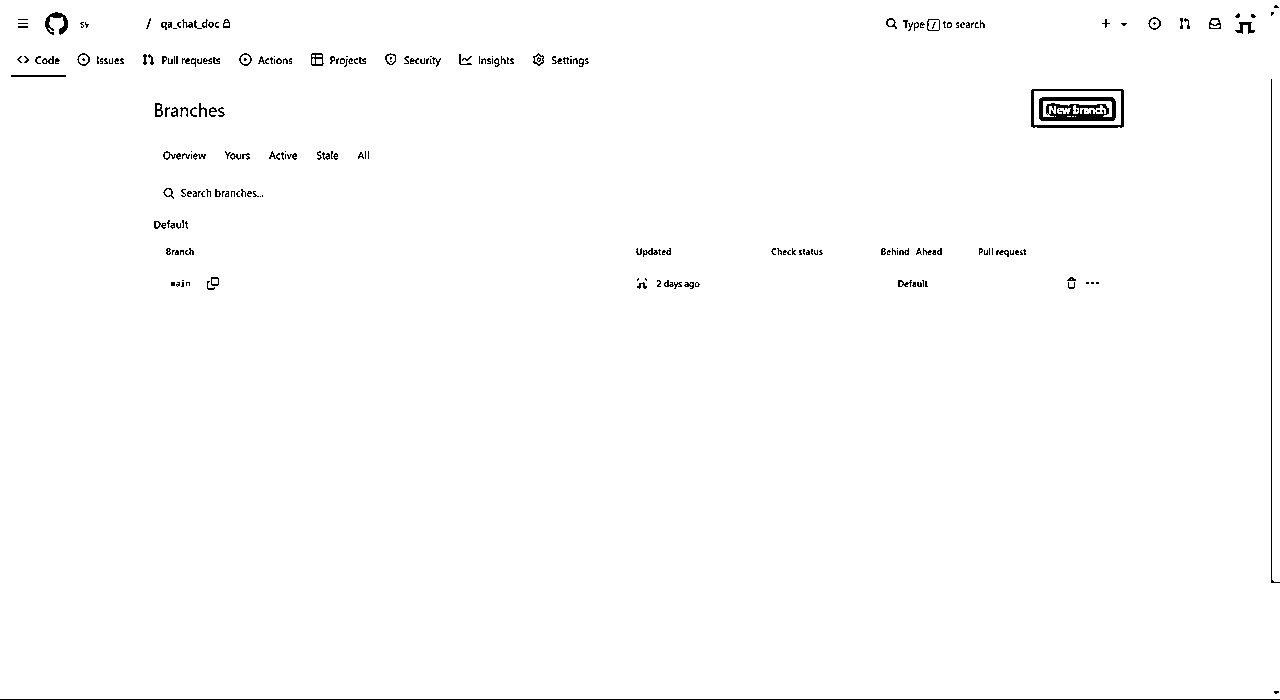 / qa_chat_doc
Type / to search
Code Issues Pull requests Actions Projects Security Insights Settings
Branches
New branch
Overview Yours Active Stale All
Search branches...
Default
Branch Updated Check status Behind Ahead Pull request
main 2 days ago Default